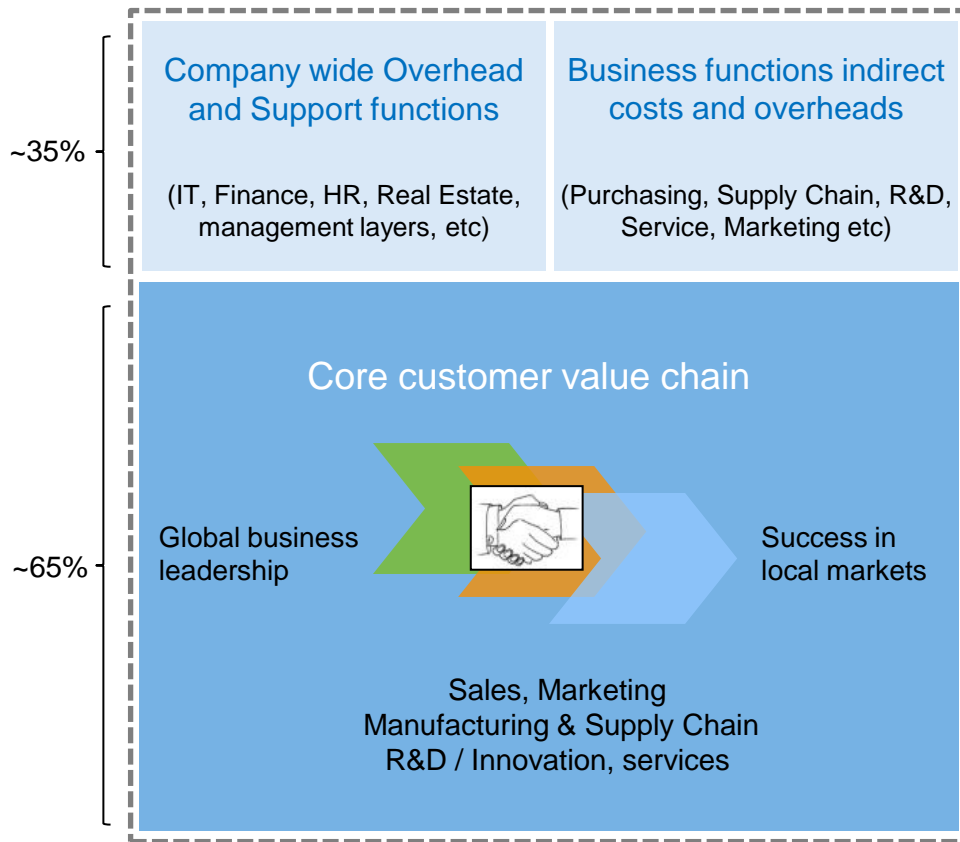 Company wide Overhead
and Support functions
(IT, Finance, HR, Real Estate,
management layers, etc)
Business functions indirect
costs and overheads
(Purchasing, Supply Chain, R&D,
Service, Marketing etc)
~35%
Core customer value chain
Global business
leadership
Success in
local markets
~65%
Sales, Marketing
Manufacturing & Supply Chain
R&D / Innovation, services